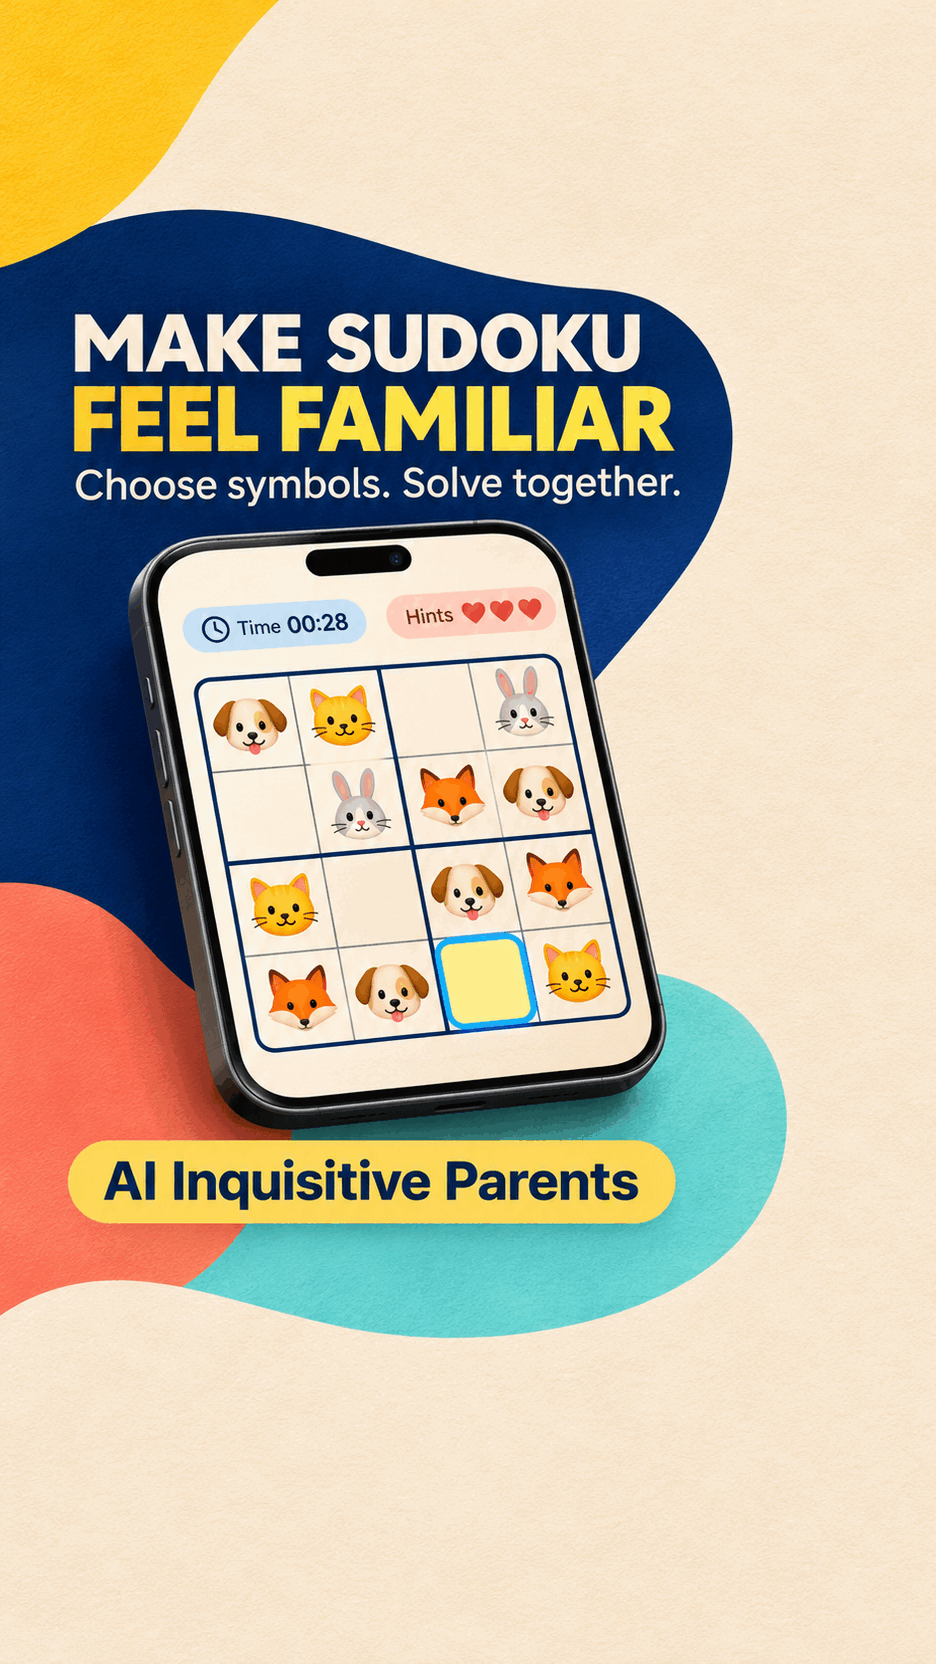 MAKE SUDOKU
FEEL FAMILIAR
Choose symbols. Solve together.
Time 00:28
Hints
AI Inquisitive Parents